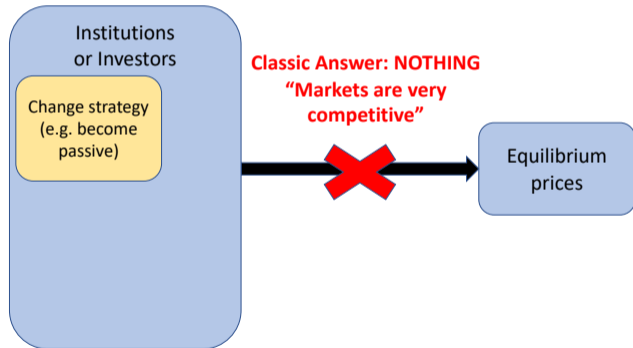 Institutions
or Investors
Change strategy
(e.g. become
passive)
Classic Answer: NOTHING
“Markets are very
competitive”
Equilibrium
prices